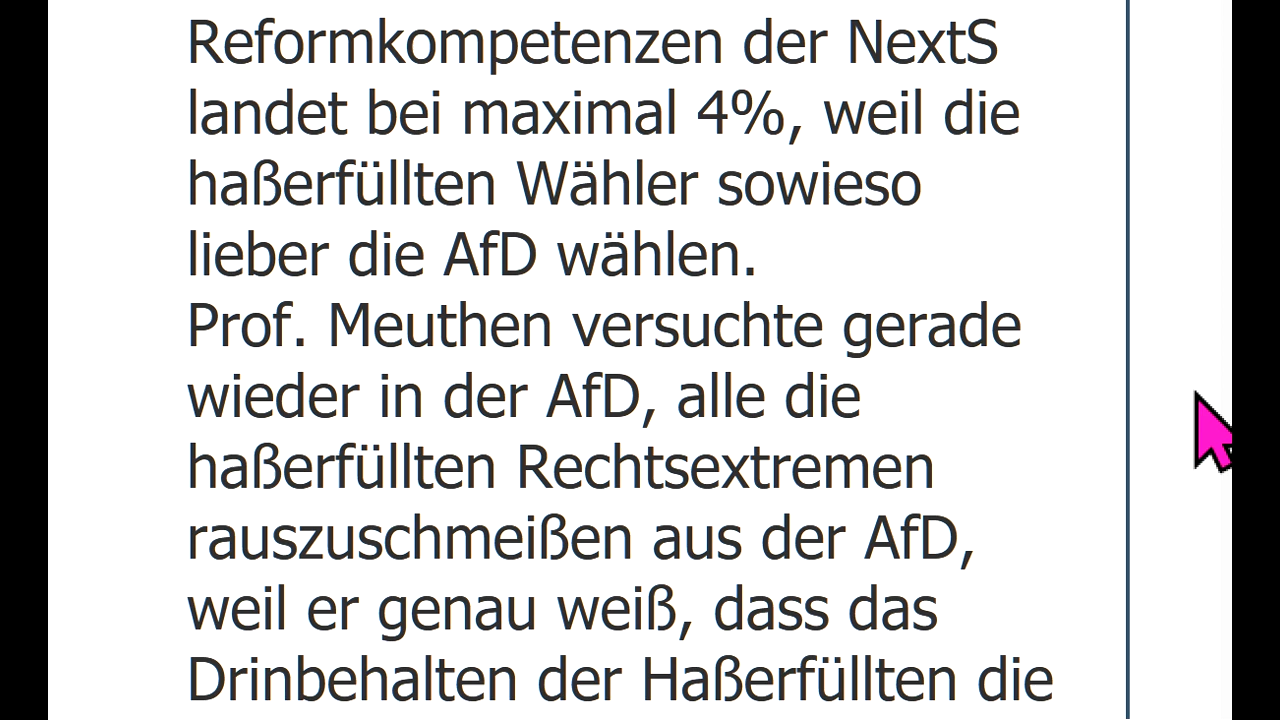 Reformkompetenzen der NextS
landet bei maximal 4%, weil die
haßerfüllten Wähler sowieso
lieber die AfD wählen.
Prof. Meuthen versuchte gerade
wieder in der AfD, alle die
haßerfüllten Rechtsextremen
rauszuschmeißen aus der AfD,
weil er genau weiß, dass das
Drinbehalten der Haßerfüllten die